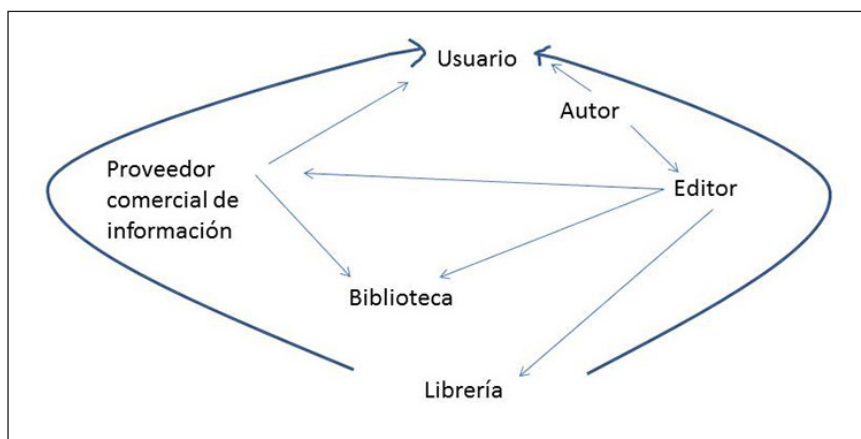 Usuario
Autor
Proveedor
comercial de
información
Editor
Biblioteca
Librería